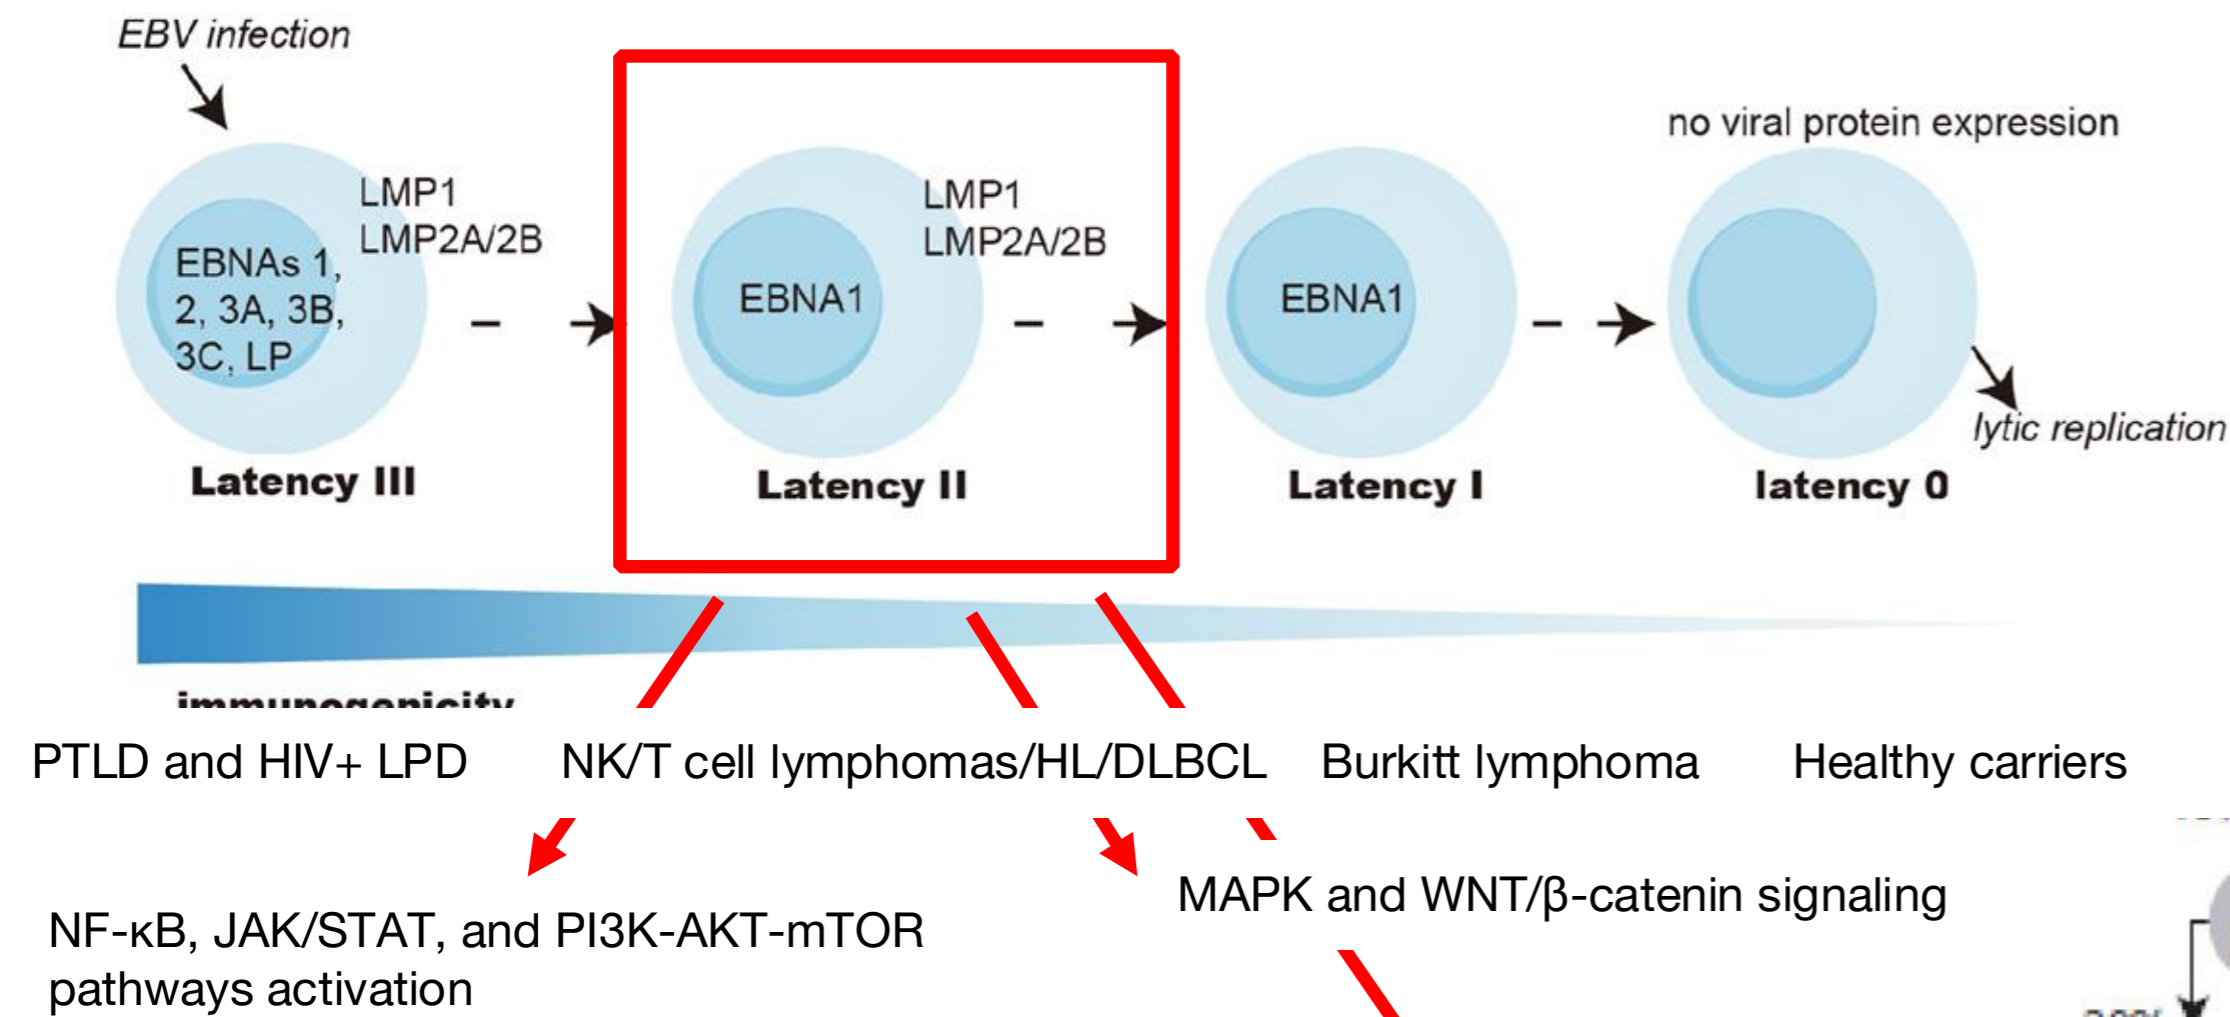 EBV infection
no viral protein expression
LMP1
LMP2A/2B
EBNAs 1,
2, 3A, 3B,
3C, LP
LMP1
LMP2A/2B
EBNA1
EBNA1
lytic replication
Latency III
Latency II
Latency I
latency 0
immunogenicity
PTLD and HIV+ LPD
NK/T cell lymphomas/HL/DLBCL
Burkitt lymphoma
Healthy carriers
MAPK and WNT/β-catenin signaling
NF-κB, JAK/STAT, and PI3K-AKT-mTOR
pathways activation